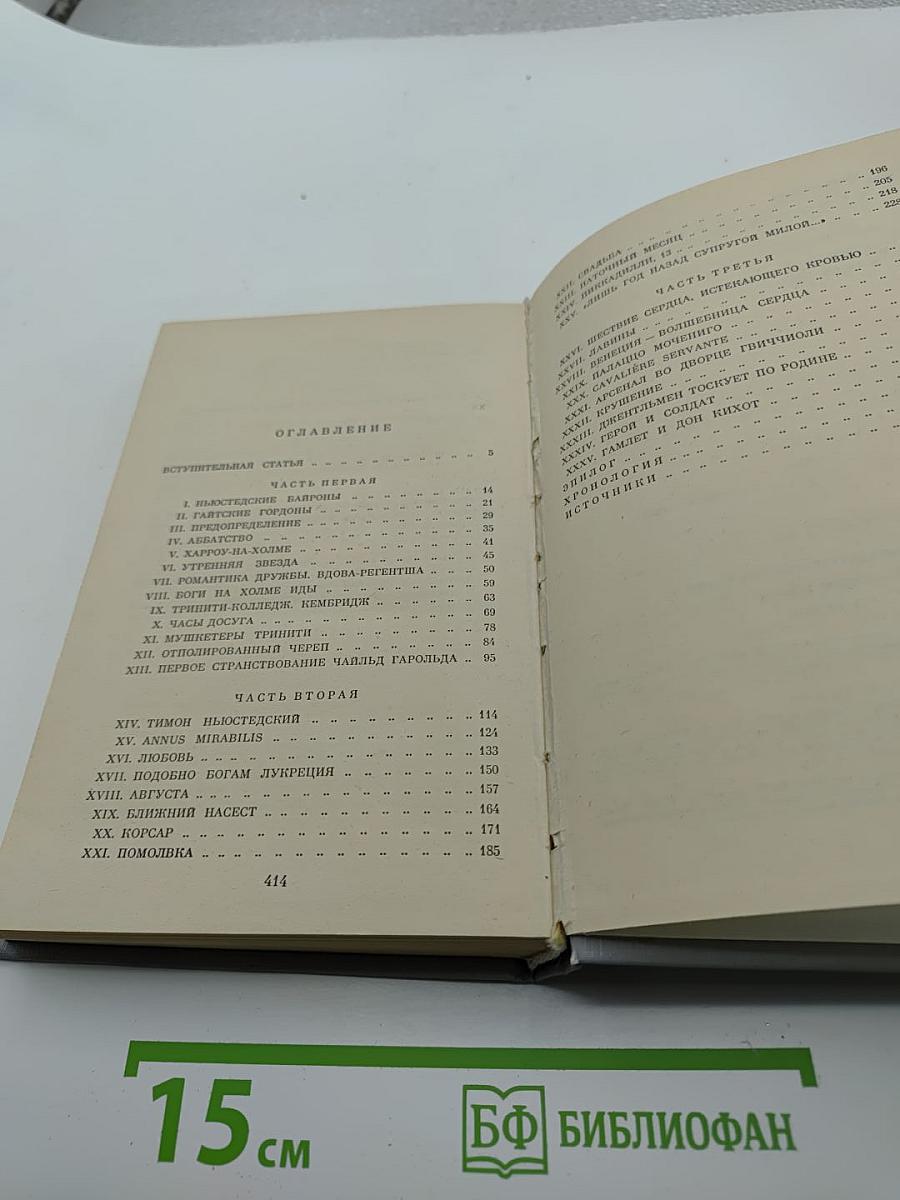 ОГЛАВЛЕНИЕ
ВСТУПИТЕЛЬНАЯ СТАТЬЯ .. .. .. .. .. .. .. .. .. .. .. 5
ЧАСТЬ ПЕРВАЯ
I. НЬЮСТЕДСКИЕ БАЙРОНЫ .. .. .. .. .. .. .. .. 14
II. ГАЙТСКИЕ ГОРДОНЫ .. .. .. .. .. .. .. .. 21
III. ПРЕДОПРЕДЕЛЕНИЕ .. .. .. .. .. .. .. .. .. 29
IV. АББАТСТВО .. .. .. .. .. .. .. .. .. .. .. 35
V. ХАРРОУ-НА-ХОЛМЕ .. .. .. .. .. .. .. .. .. 41
VI. УТРЕННЯЯ ЗВЕЗДА .. .. .. .. .. .. .. .. .. 45
VII. РОМАНТИКА ДРУЖБЫ. ВДОВА-РЕГЕНТША .. .. .. 50
VIII. БОГИ НА ХОЛМЕ ИДЫ .. .. .. .. .. .. .. .. 59
IX. ТРИНИТИ-КОЛЛЕДЖ. КЕМБРИДЖ .. .. .. .. .. .. 63
X. ЧАСЫ ДОСУГА .. .. .. .. .. .. .. .. .. .. .. 69
XI. МУШКЕТЕРЫ ТРИНИТИ .. .. .. .. .. .. .. .. 78
XII. ОТПОЛИРОВАННЫЙ ЧЕРЕП .. .. .. .. .. .. .. .. 84
XIII. ПЕРВОЕ СТРАНСТВОВАНИЕ ЧАЙЛЬД ГАРОЛЬДА .. 95
ЧАСТЬ ВТОРАЯ
XIV. ТИМОН НЬЮСТЕДСКИЙ .. .. .. .. .. .. .. .. .. 114
XV. ANNUS MIRABILIS .. .. .. .. .. .. .. .. .. .. .. 124
XVI. ЛЮБОВЬ .. .. .. .. .. .. .. .. .. .. .. .. .. .. 133
XVII. ПОДОБНО БОГАМ ЛУКРЕЦИЯ .. .. .. .. .. .. .. 150
XVIII. АВГУСТА .. .. .. .. .. .. .. .. .. .. .. .. .. .. 157
XIX. БЛИЖНИЙ НАСЕСТ .. .. .. .. .. .. .. .. .. .. .. 164
XX. КОРСАР .. .. .. .. .. .. .. .. .. .. .. .. .. .. .. 171
XXI. ПОМОЛВКА .. .. .. .. .. .. .. .. .. .. .. .. .. .. 185
414
XXII. СВАДЬБА .. .. .. .. .. .. .. .. .. .. .. .. 196
XXIII. МЕДОВЫЙ МЕСЯЦ .. .. .. .. .. .. .. .. .. 205
XXIV. ПИККАДИЛЛИ, 13 .. .. .. .. .. .. .. .. .. 218
XXV. «ЛИШЬ ГОД НАЗАД СУПРУГОЙ МИЛОЙ...» .. .. .. 228
ЧАСТЬ ТРЕТЬЯ
XXVI. ШЕСТВИЕ СЕРДЦА, ИСТЕКАЮЩЕГО КРОВЬЮ .. ..
XXVII. ЛАВИНЫ .. .. .. .. .. .. .. .. .. ..
XXVIII. ВЕНЕЦИЯ — ВОЛШЕБНИЦА СЕРДЦА .. .. .. ..
XXIX. ПАЛАЦЦО МОЧЕНИГО .. .. .. .. .. .. ..
XXX. CAVALIÈRE SERVANTE .. .. .. .. .. .. ..
XXXI. АРСЕНАЛ ВО ДВОРЦЕ ГВИЧЧИОЛИ .. .. ..
XXXII. КРУШЕНИЕ .. .. .. .. .. .. .. .. ..
XXXIII. ДЖЕНТЛЬМЕН ТОСКУЕТ ПО РОДИНЕ .. ..
XXXIV. ГЕРОЙ И СОЛДАТ .. .. .. .. .. .. ..
XXXV. ГАМЛЕТ И ДОН КИХОТ .. .. .. .. .. ..
ЭПИЛОГ .. .. .. .. .. .. .. .. .. .. .. ..
ХРОНОЛОГИЯ .. .. .. .. .. .. .. .. .. ..
ИСТОЧНИКИ .. .. .. .. .. .. .. .. .. ..
15 см
БФ БИБЛИОФАН